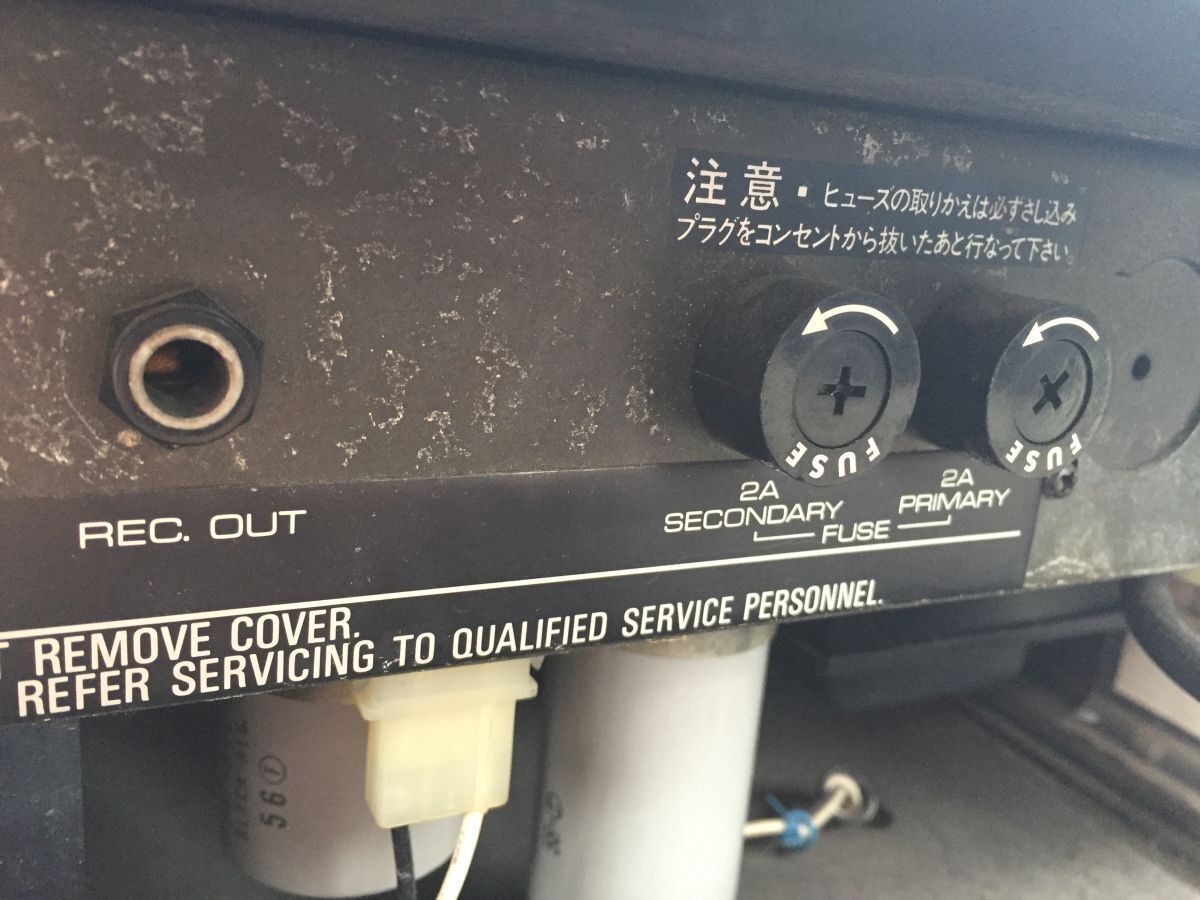 注意・ヒューズの取りかえは必ずさし込み
プラグをコンセントから抜いたあと行なって下さい。
FUSE
FUSE
REC. OUT
2A
SECONDARY
2A
PRIMARY
FUSE
REMOVE COVER.
REFER SERVICING TO QUALIFIED SERVICE PERSONNEL.
56